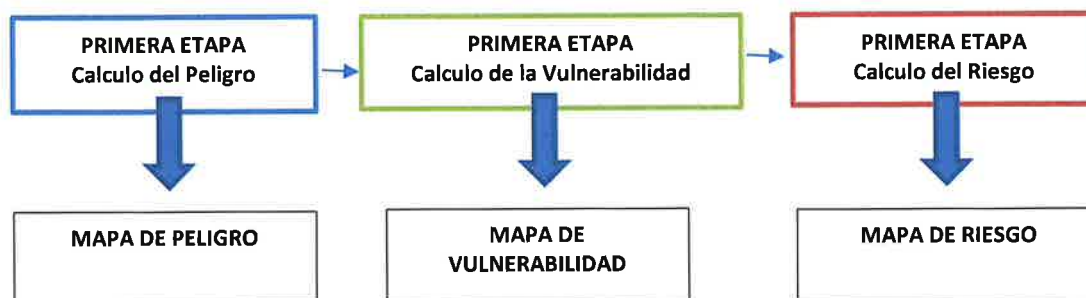 PRIMERA ETAPA
Calculo del Peligro
PRIMERA ETAPA
Calculo de la Vulnerabilidad
PRIMERA ETAPA
Calculo del Riesgo
MAPA DE PELIGRO
MAPA DE
VULNERABILIDAD
MAPA DE RIESGO